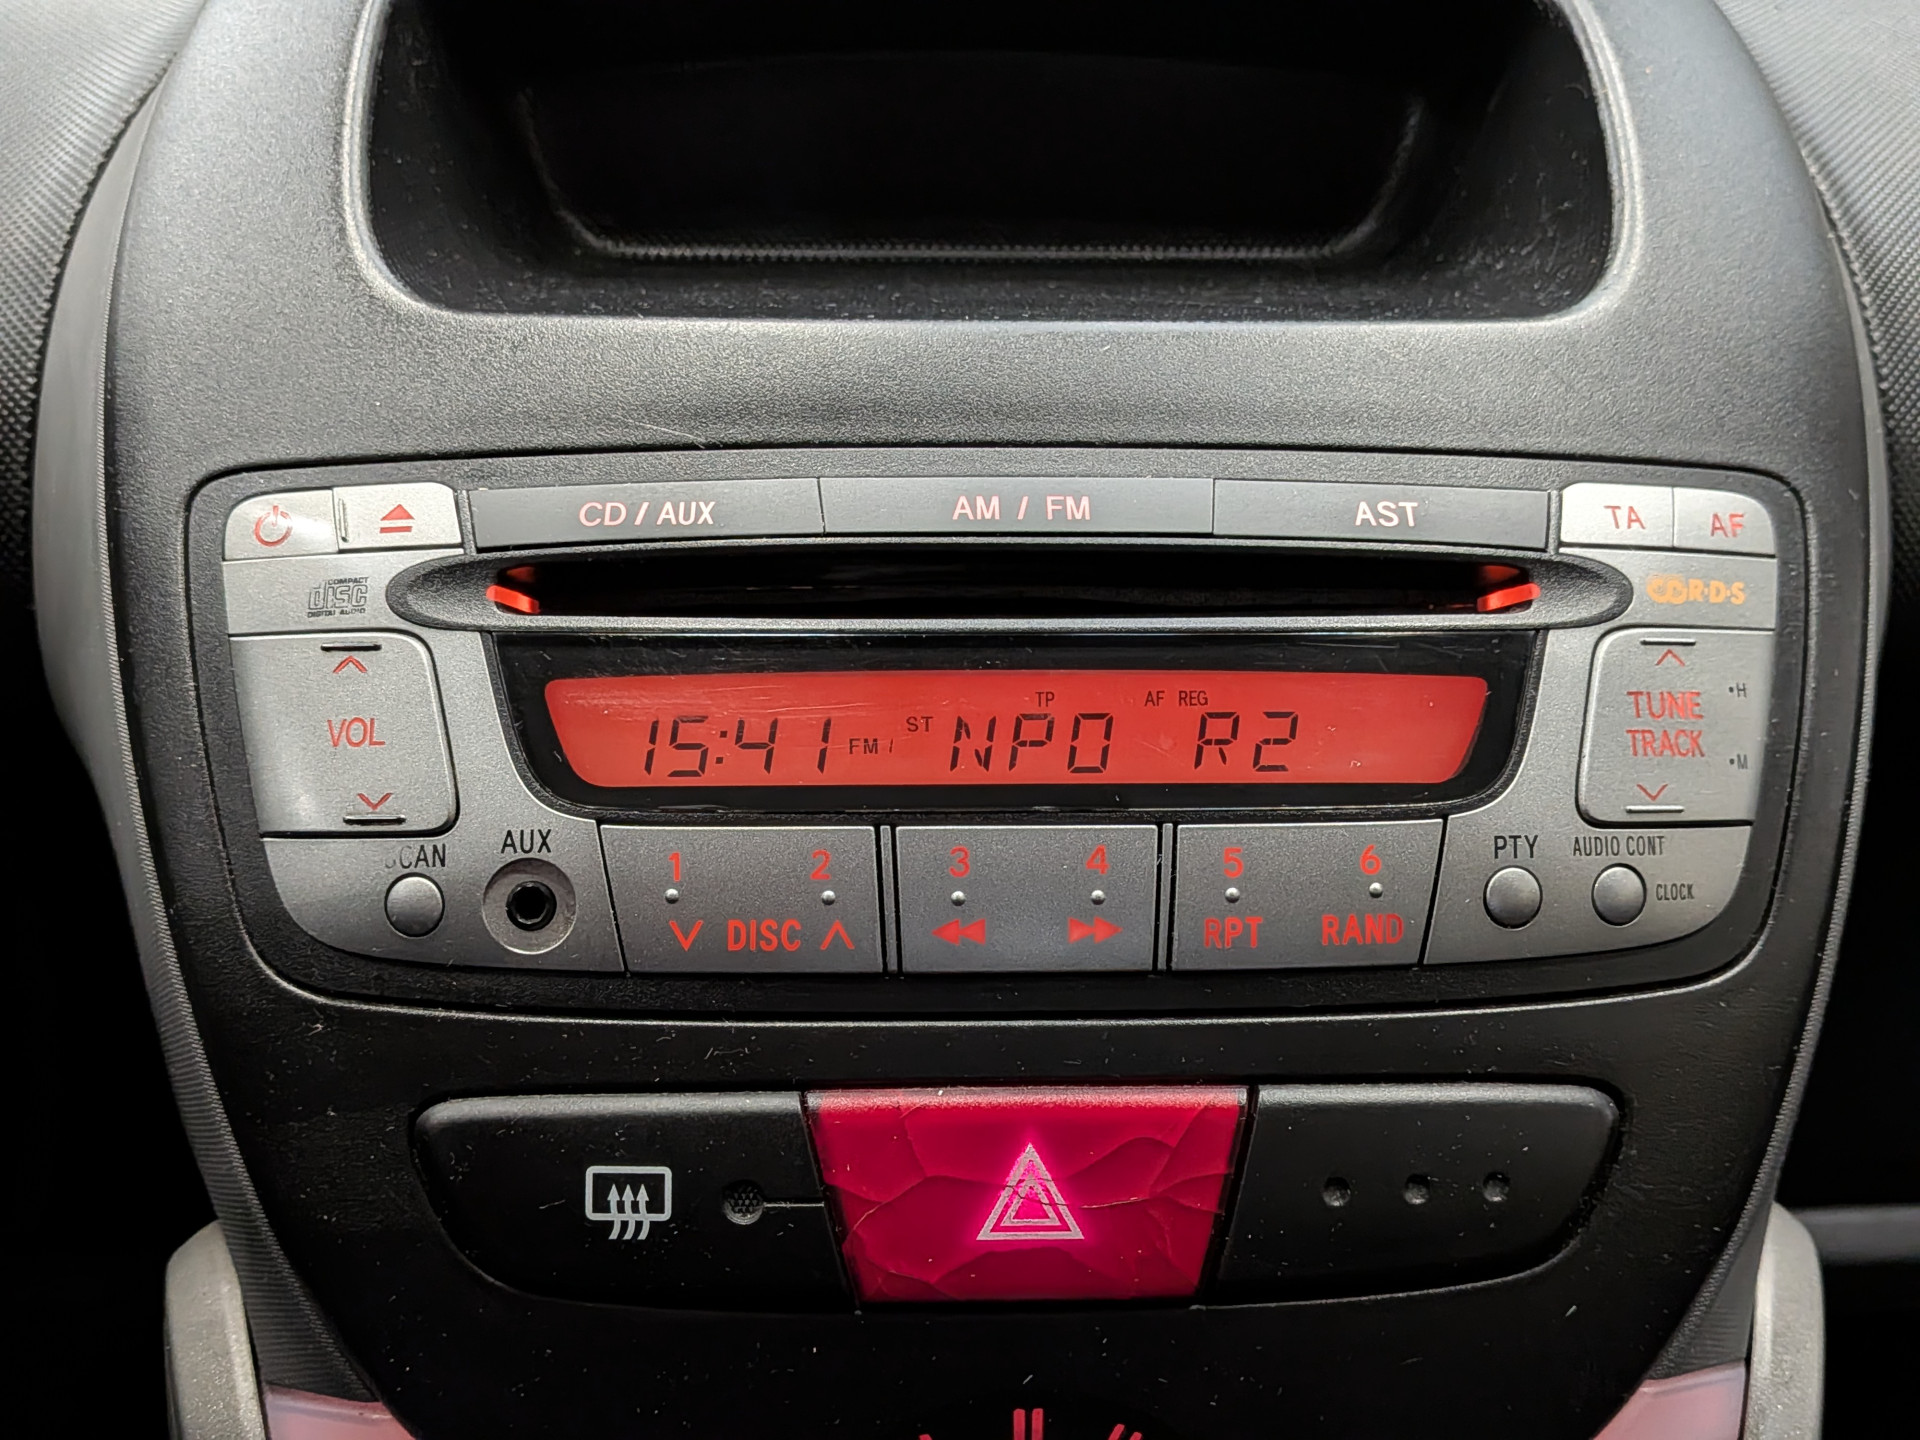 CD / AUX AM / FM AST TA AF
COMPACT
DISC
DIGITAL AUDIO
R·D·S
TP AF REG
15:41 FM 1 ST NPO R2
VOL
TUNE
TRACK
•H
•M
SCAN AUX 1 2 3 4 5 6 PTY AUDIO CONT
CLOCK
DISC RPT RAND